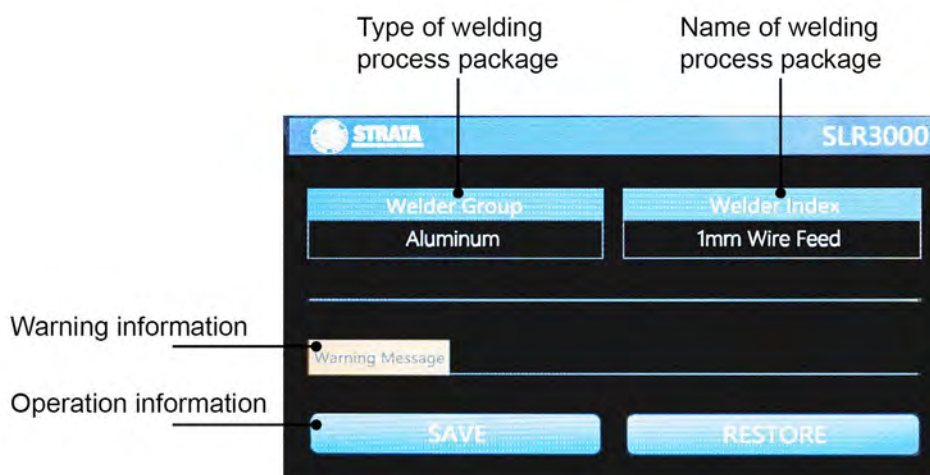 Type of welding
process package
Name of welding
process package
STRATA
SLR3000
Welder Group
Welder Index
Aluminum
1mm Wire Feed
Warning information
Warning Message
Operation information
SAVE
RESTORE